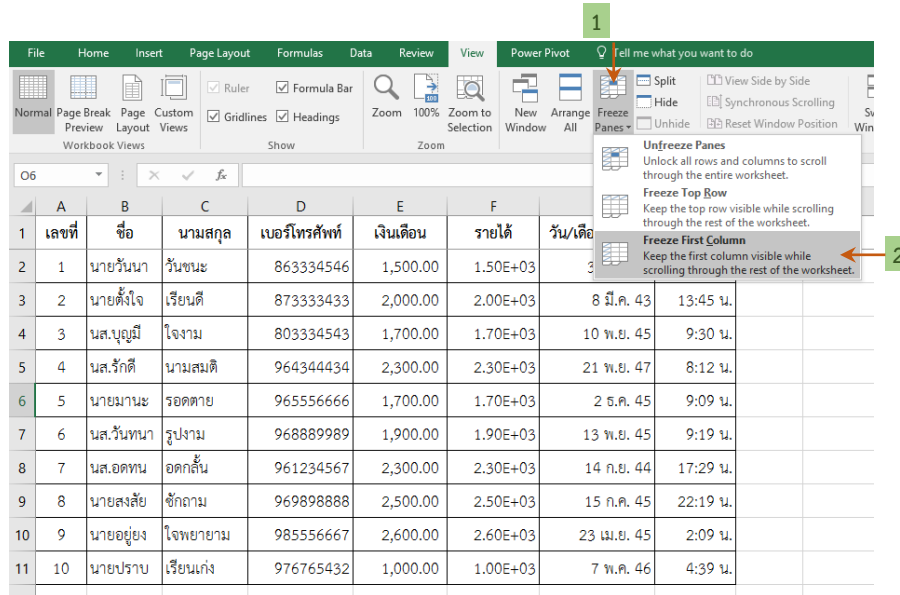 1
File Home Insert Page Layout Formulas Data Review View Power Pivot Tell me what you want to do
Normal Page Break Preview Page Layout Custom Views
Workbook Views
Ruler Formula Bar
Gridlines Headings
Show
Zoom 100% Zoom to Selection
Zoom
New Window Arrange All Freeze Panes
Split
Hide
Unhide
View Side by Side
Synchronous Scrolling
Reset Window Position
Unfreeze Panes
Unlock all rows and columns to scroll
through the entire worksheet.
Freeze Top Row
Keep the top row visible while scrolling
through the rest of the worksheet.
Freeze First Column
Keep the first column visible while
scrolling through the rest of the worksheet.
2
O6 fx
A B C D E F
1 เลขที่ ชื่อ นามสกุล เบอร์โทรศัพท์ เงินเดือน รายได้
2 1 นายวันนา วันชนะ 863334546 1,500.00 1.50E+03
3 2 นายตั้งใจ เรียนดี 873333433 2,000.00 2.00E+03 8 มี.ค. 43 13:45 น.
4 3 นส.บุญมี ใจงาม 803334543 1,700.00 1.70E+03 10 พ.ย. 45 9:30 น.
5 4 นส.รักดี นามสมติ 964344434 2,300.00 2.30E+03 21 พ.ย. 47 8:12 น.
6 5 นายมานะ รอดตาย 965556666 1,700.00 1.70E+03 2 ธ.ค. 45 9:09 น.
7 6 นส.วันทนา รูปงาม 968889989 1,900.00 1.90E+03 13 พ.ย. 45 9:19 น.
8 7 นส.อดทน อดกลั้น 961234567 2,300.00 2.30E+03 14 ก.ย. 44 17:29 น.
9 8 นายสงสัย ซักถาม 969898888 2,500.00 2.50E+03 15 ก.ค. 45 22:19 น.
10 9 นายอยู่ยง ใจพยายาม 985556667 2,600.00 2.60E+03 23 เม.ย. 45 2:09 น.
11 10 นายปราบ เรียนเก่ง 976765432 1,000.00 1.00E+03 7 พ.ค. 46 4:39 น.